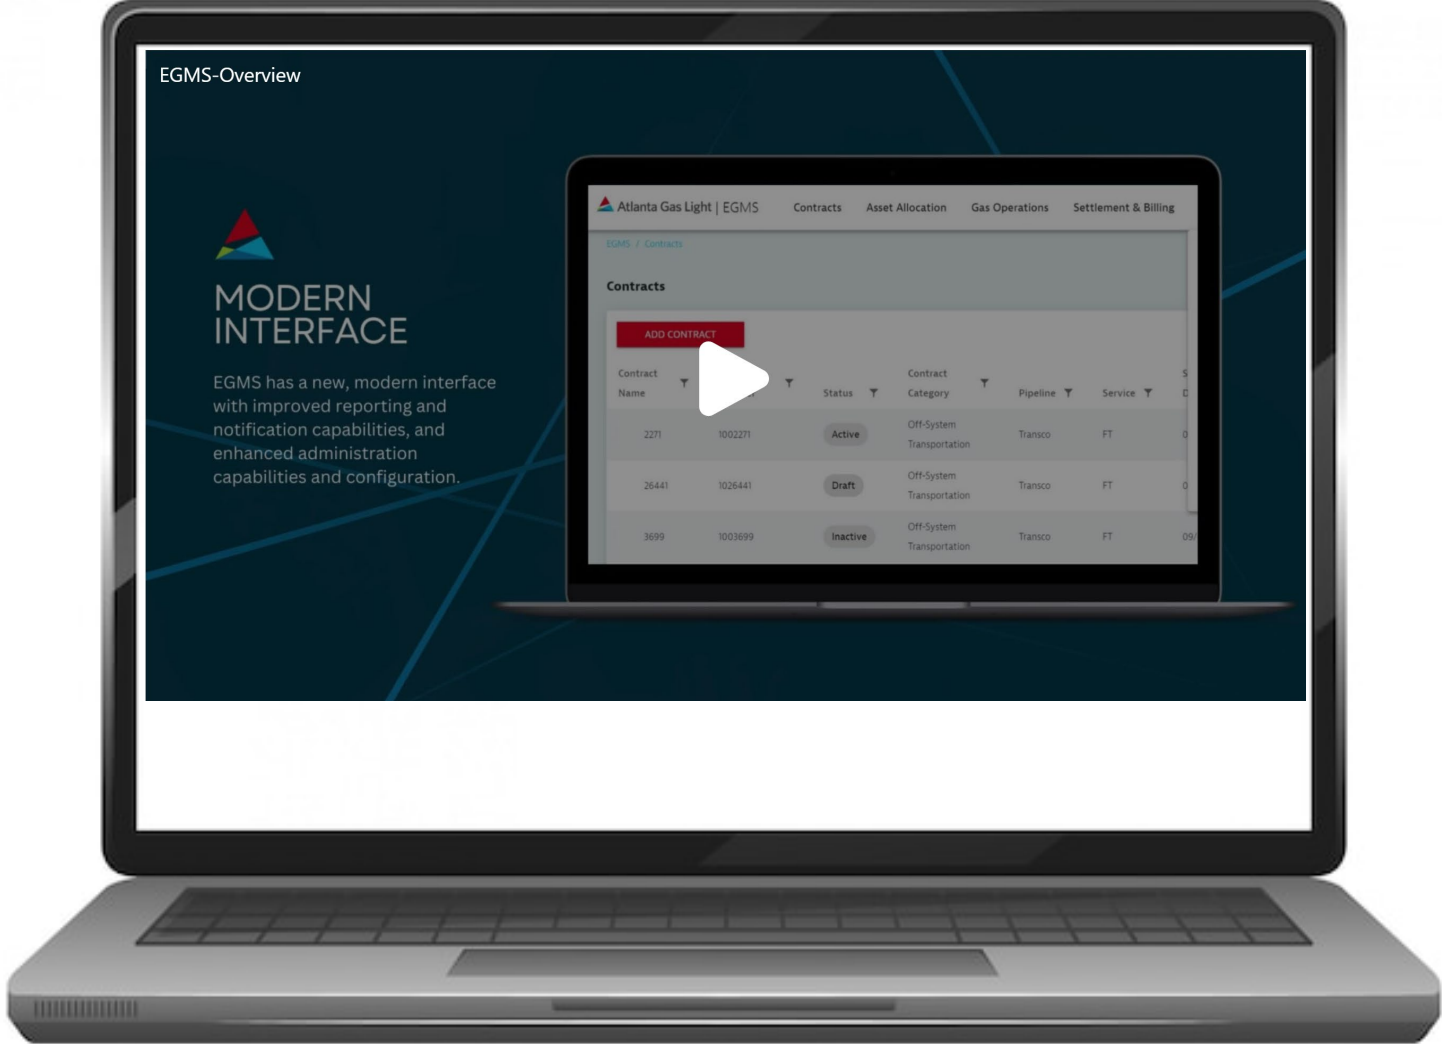 EGMS-Overview
MODERN
INTERFACE
EGMS has a new, modern interface
with improved reporting and
notification capabilities, and
enhanced administration
capabilities and configuration.
Atlanta Gas Light | EGMS Contracts Asset Allocation Gas Operations Settlement & Billing
EGMS / Contracts
Contracts
ADD CONTRACT
Contract
Name
Status
Contract
Category
Pipeline
Service
2271 1002271 Active Off-System
Transportation
Transco FT
26441 1026441 Draft Off-System
Transportation
Transco FT
3699 1003699 Inactive Off-System
Transportation
Transco FT 09/